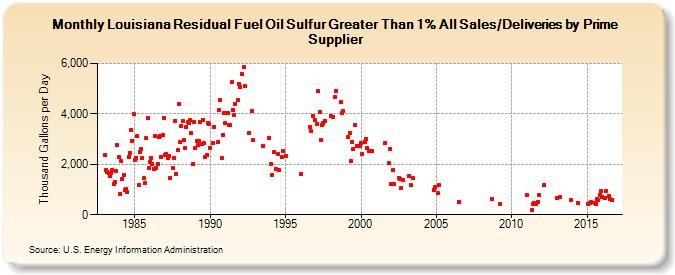 Monthly Louisiana Residual Fuel Oil Sulfur Greater Than 1% All Sales/Deliveries by Prime
Supplier
Thousand Gallons per Day
6,000
4,000
2,000
0
1985
1990
1995
2000
2005
2010
2015
Source: U.S. Energy Information Administration